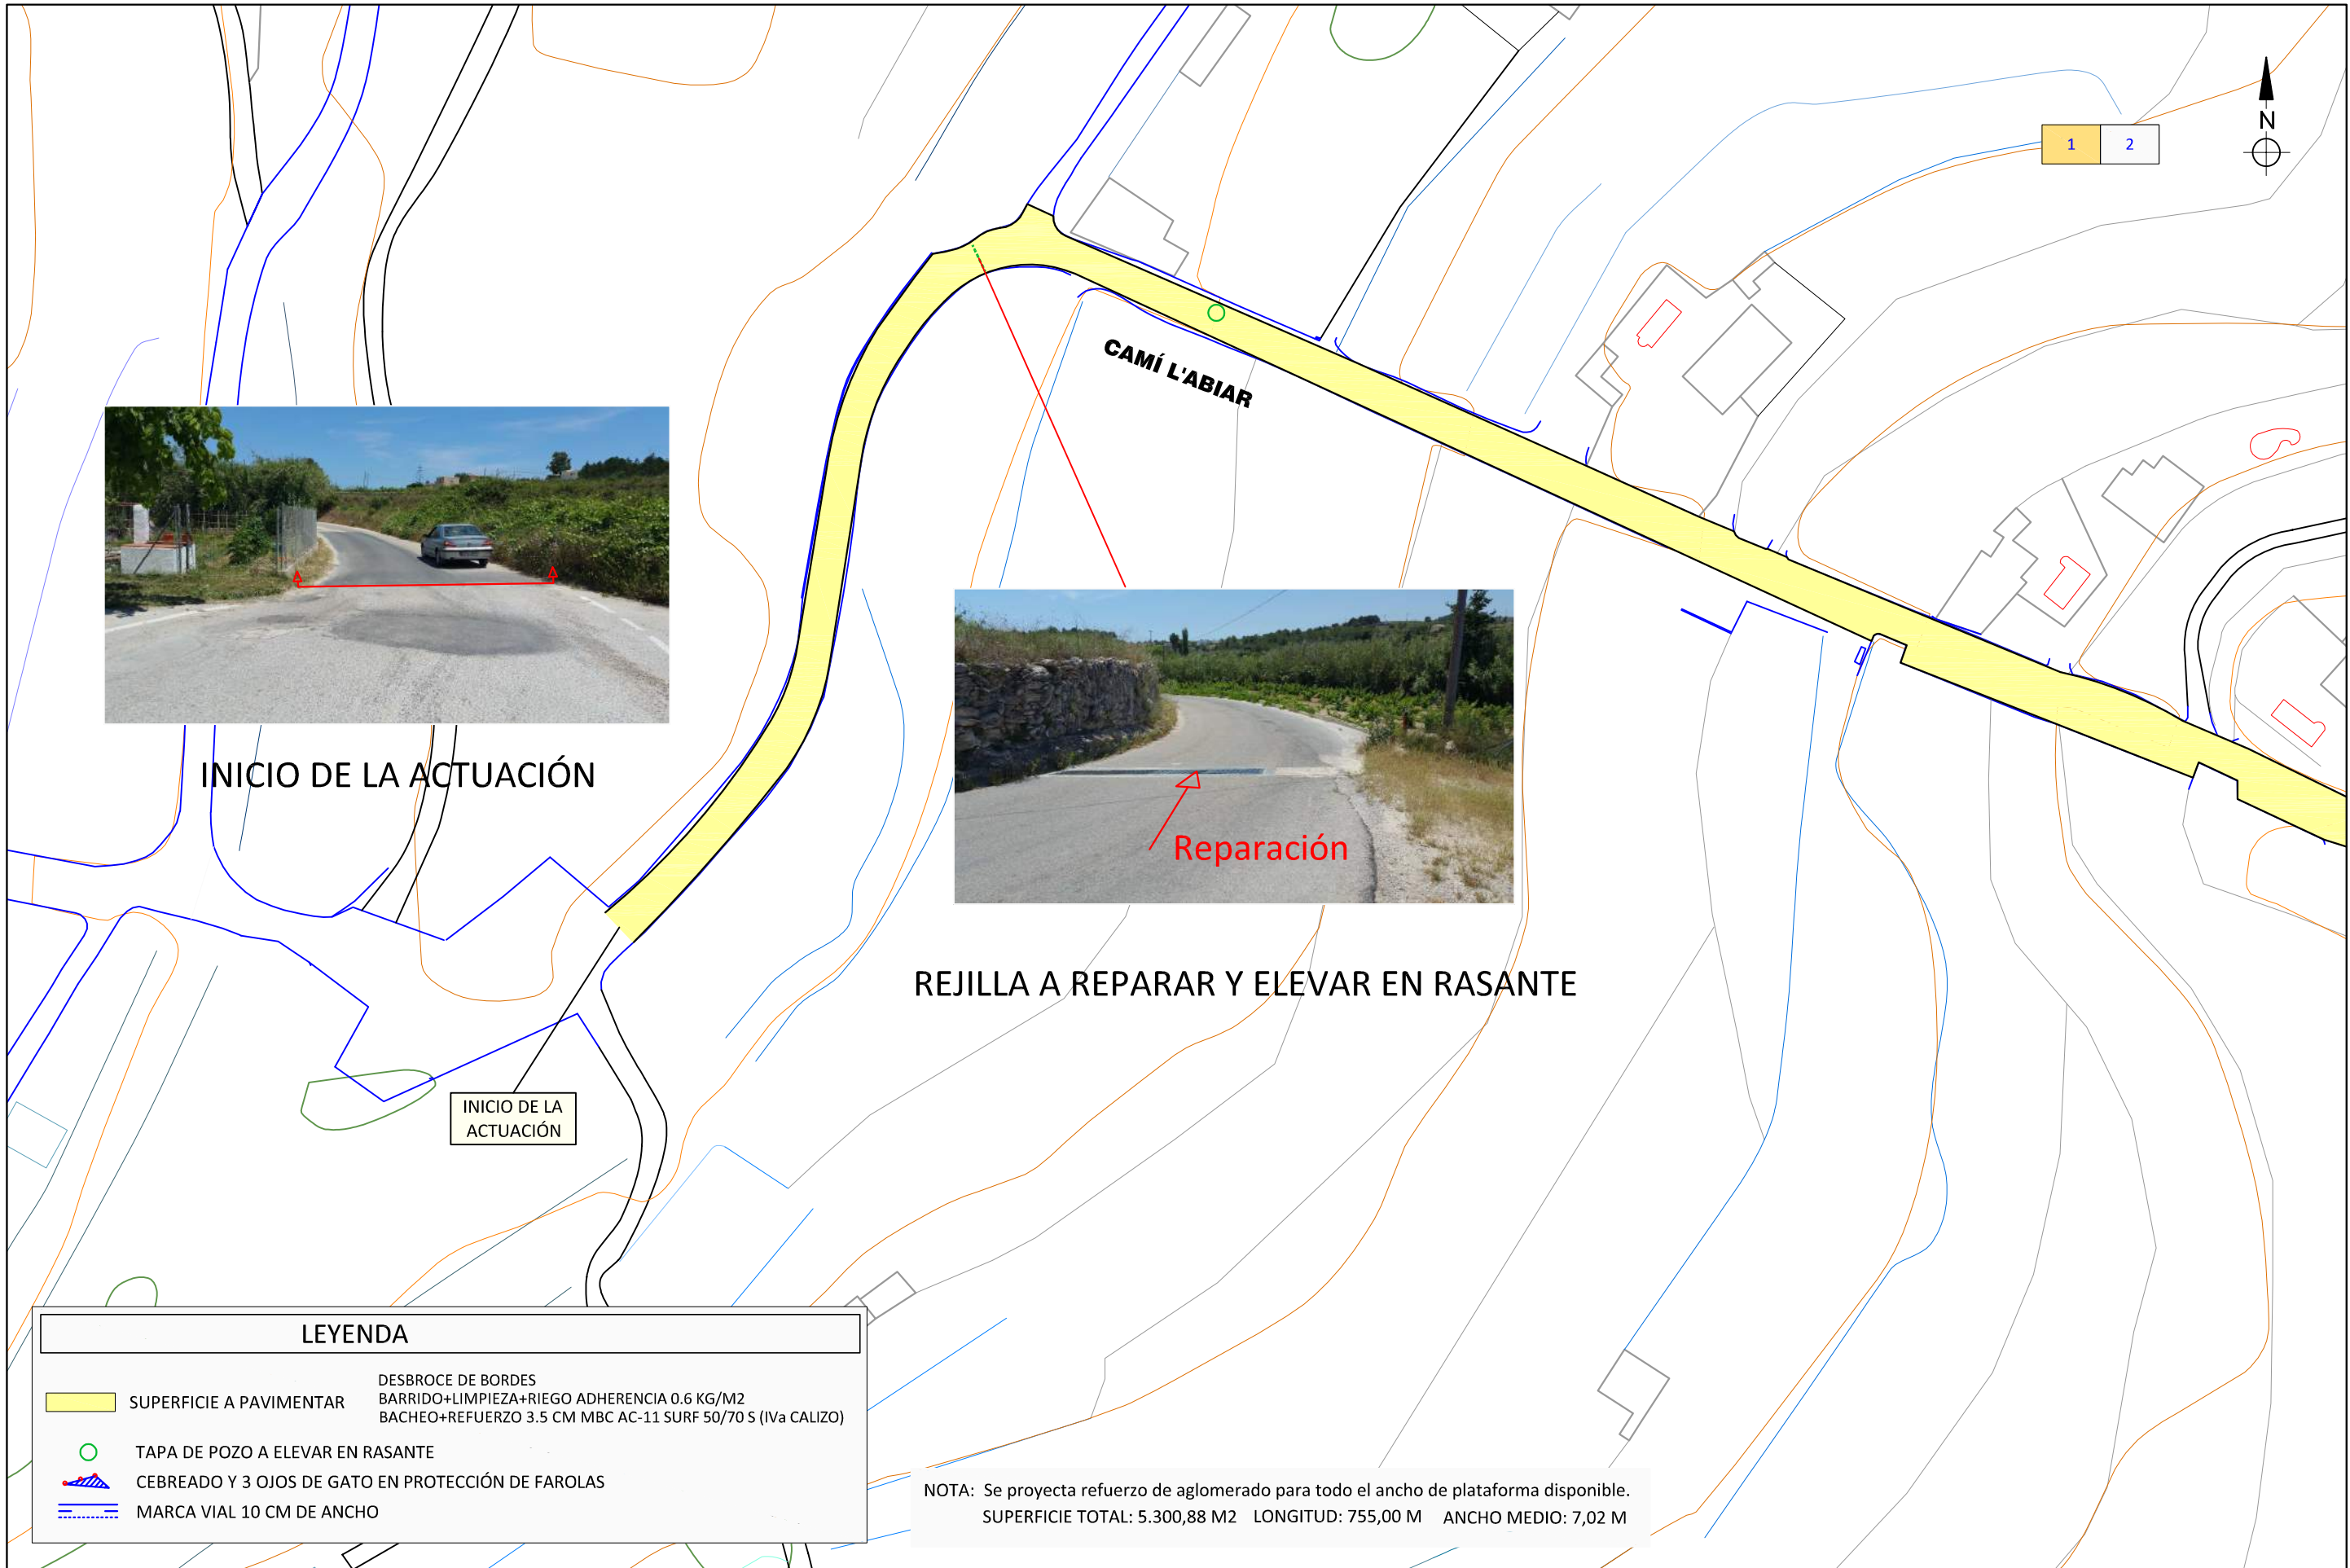 N
1 2
CAMÍ L'ABIAR
INICIO DE LA ACTUACIÓN
Reparación
REJILLA A REPARAR Y ELEVAR EN RASANTE
INICIO DE LA
ACTUACIÓN
LEYENDA
SUPERFICIE A PAVIMENTAR
DESBROCE DE BORDES
BARRIDO+LIMPIEZA+RIEGO ADHERENCIA 0.6 KG/M2
BACHEO+REFUERZO 3.5 CM MBC AC-11 SURF 50/70 S (IVa CALIZO)
TAPA DE POZO A ELEVAR EN RASANTE
CEBREADO Y 3 OJOS DE GATO EN PROTECCIÓN DE FAROLAS
MARCA VIAL 10 CM DE ANCHO
NOTA: Se proyecta refuerzo de aglomerado para todo el ancho de plataforma disponible.
SUPERFICIE TOTAL: 5.300,88 M2 LONGITUD: 755,00 M ANCHO MEDIO: 7,02 M